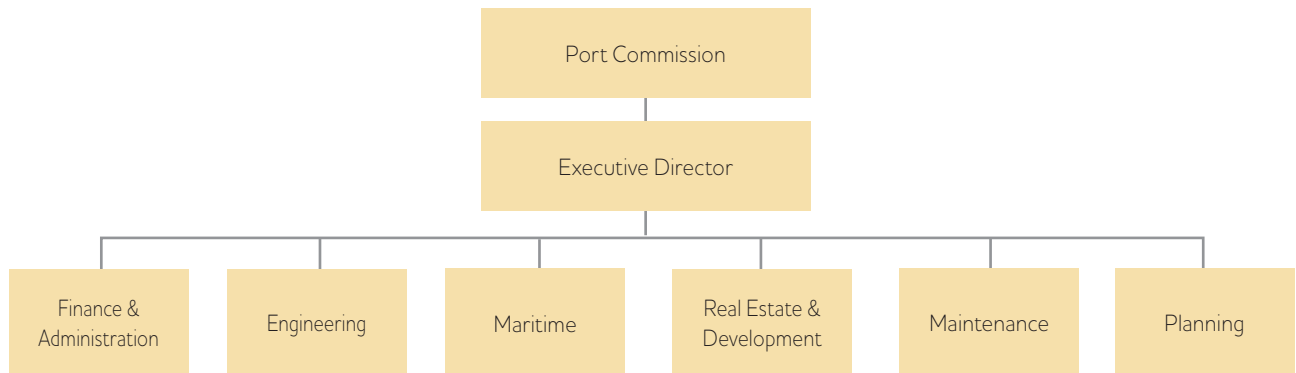 Port Commission
Executive Director
Finance &
Administration
Engineering
Maritime
Real Estate &
Development
Maintenance
Planning